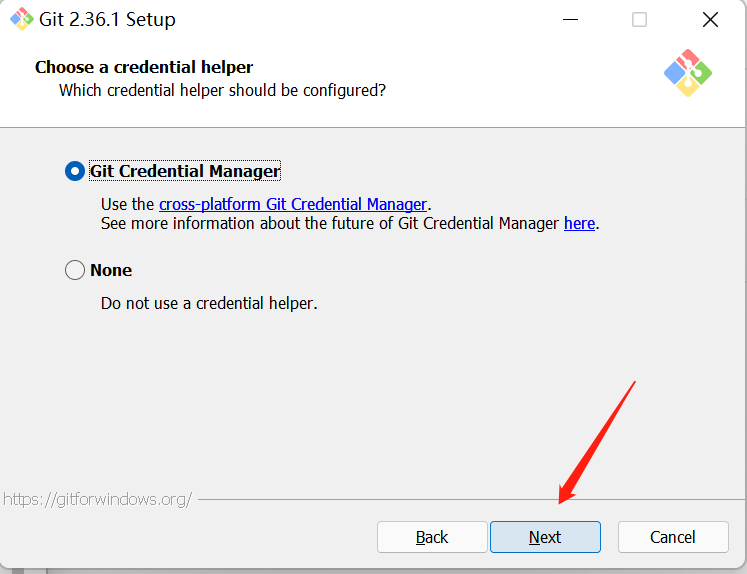 Git 2.36.1 Setup
Choose a credential helper
Which credential helper should be configured?
Git Credential Manager
Use the cross-platform Git Credential Manager.
See more information about the future of Git Credential Manager here.
None
Do not use a credential helper.
https://gitforwindows.org/
Back Next Cancel